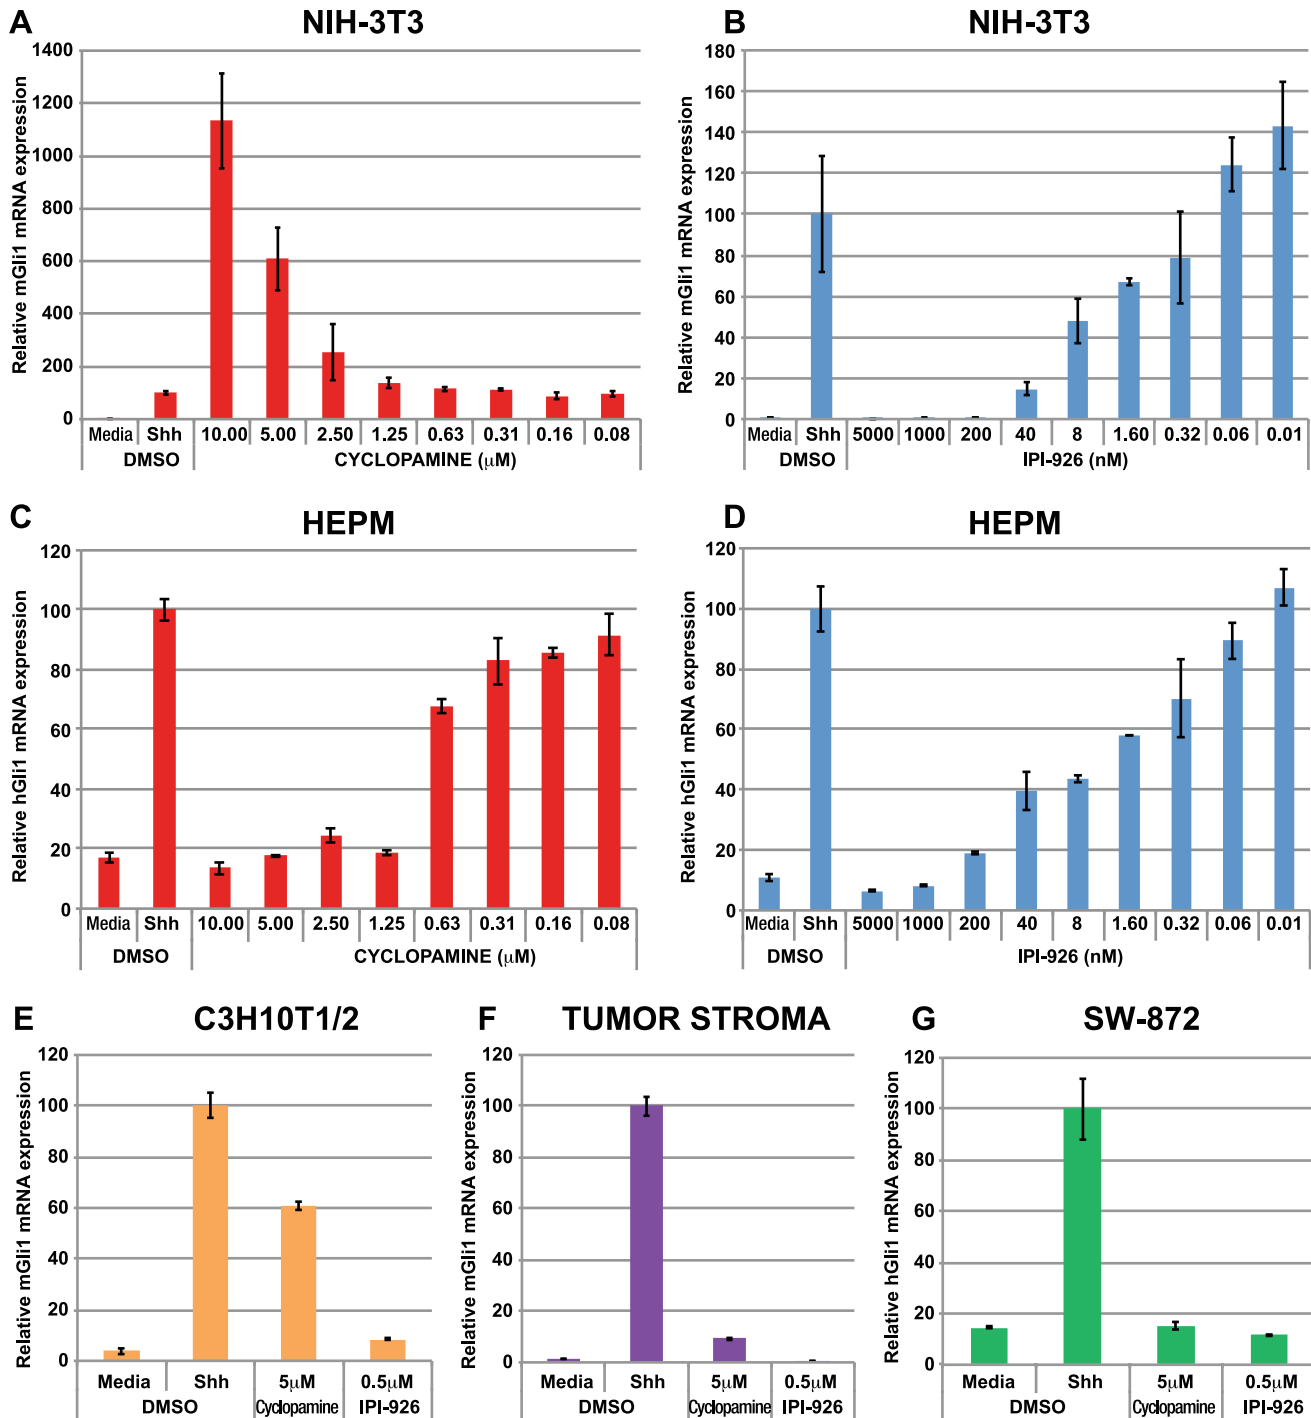 A
NIH-3T3
Relative mGli1 mRNA expression
1400
1200
1000
800
600
400
200
0
Media Shh 10.00 5.00 2.50 1.25 0.63 0.31 0.16 0.08
DMSO CYCLOPAMINE (μM)
B
NIH-3T3
Relative mGli1 mRNA expression
180
160
140
120
100
80
60
40
20
0
Media Shh 5000 1000 200 40 8 1.60 0.32 0.06 0.01
DMSO IPI-926 (nM)
C
HEPM
Relative hGli1 mRNA expression
120
100
80
60
40
20
0
Media Shh 10.00 5.00 2.50 1.25 0.63 0.31 0.16 0.08
DMSO CYCLOPAMINE (μM)
D
HEPM
Relative hGli1 mRNA expression
120
100
80
60
40
20
0
Media Shh 5000 1000 200 40 8 1.60 0.32 0.06 0.01
DMSO IPI-926 (nM)
E
C3H10T1/2
Relative mGli1 mRNA expression
120
100
80
60
40
20
0
Media Shh 5μM 0.5μM
DMSO Cyclopamine IPI-926
F
TUMOR STROMA
Relative mGli1 mRNA expression
120
100
80
60
40
20
0
Media Shh 5μM 0.5μM
DMSO Cyclopamine IPI-926
G
SW-872
Relative hGli1 mRNA expression
120
100
80
60
40
20
0
Media Shh 5μM 0.5μM
DMSO Cyclopamine IPI-926